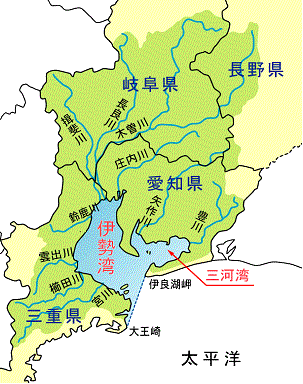 岐阜県
長野県
揖斐川
長良川
木曽川
庄内川
愛知県
矢作川
豊川
鈴鹿川
伊勢湾
雲出川
櫛田川
宮川
三重県
伊良湖岬
三河湾
大王崎
太平洋